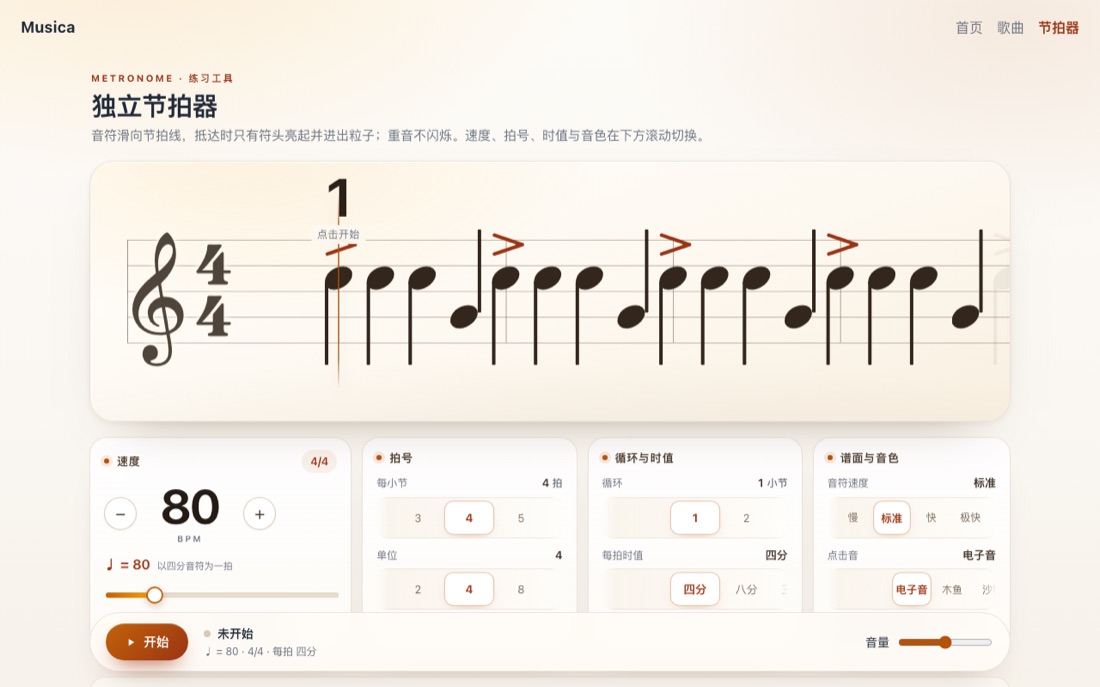 Musica
首页 歌曲 节拍器
METRONOME · 练习工具
独立节拍器
音符滑向节拍线，抵达时只有符头亮起并迸出粒子；重音不闪烁。速度、拍号、时值与音色在下方滚动切换。
1
点击开始
4
4
速度 4/4
− 80 +
BPM
♩ = 80 以四分音符为一拍
拍号
每小节 4 拍
3 4 5
单位 4
2 4 8
循环与时值
循环 1 小节
1 2
每拍时值 四分
四分 八分
谱面与音色
音符速度 标准
慢 标准 快 极快
点击音 电子音
电子音 木鱼
开始
未开始
♩ = 80 · 4/4 · 每拍 四分
音量